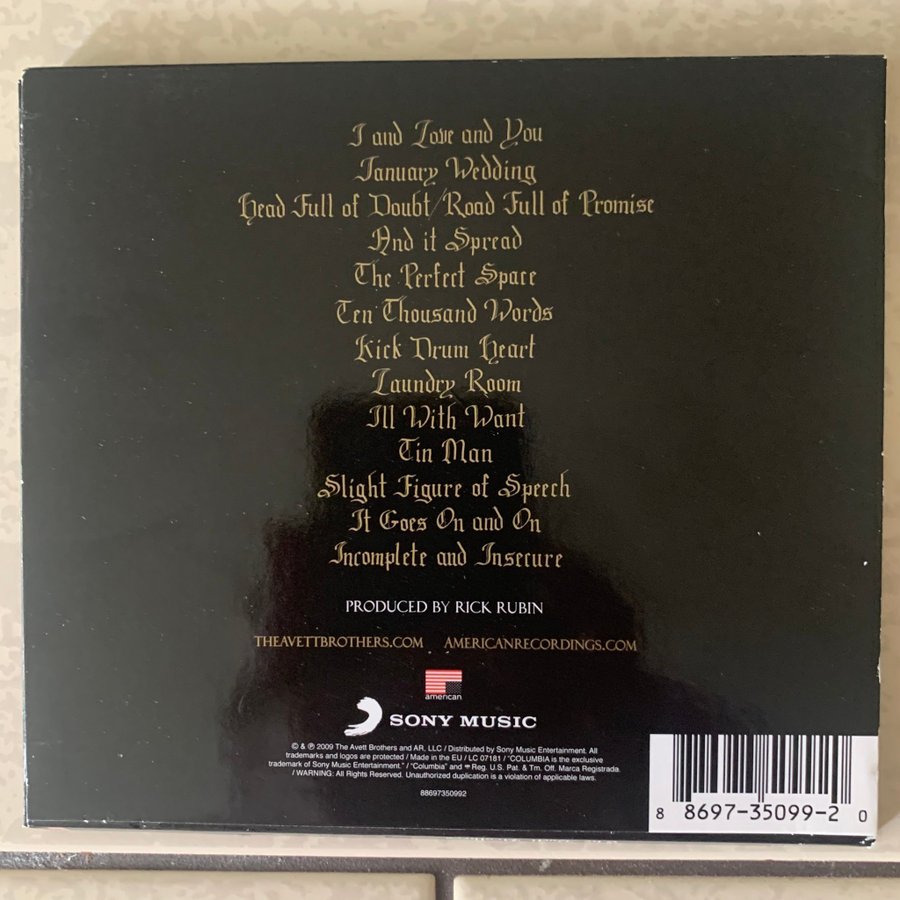 I and Love and You
January Wedding
Head Full of Doubt/Road Full of Promise
And it Spread
The Perfect Space
Ten Thousand Words
Kick Drum Heart
Laundry Room
Ill With Want
Tin Man
Slight Figure of Speech
It Goes On and On
Incomplete and Insecure
PRODUCED BY RICK RUBIN
THEAVETTBROTHERS.COM AMERICANRECORDINGS.COM
american
SONY MUSIC
© & ℗ 2009 The Avett Brothers and AR, LLC / Distributed by Sony Music Entertainment. All
trademarks and logos are protected / Made in the EU / LC 07181 / "COLUMBIA is the exclusive
trademark of Sony Music Entertainment." / "Columbia" and Reg. U.S. Pat. & Tm. Off. Marca Registrada.
/ WARNING: All Rights Reserved. Unauthorized duplication is a violation of applicable laws.
88697350992
8 8697-35099-2 0